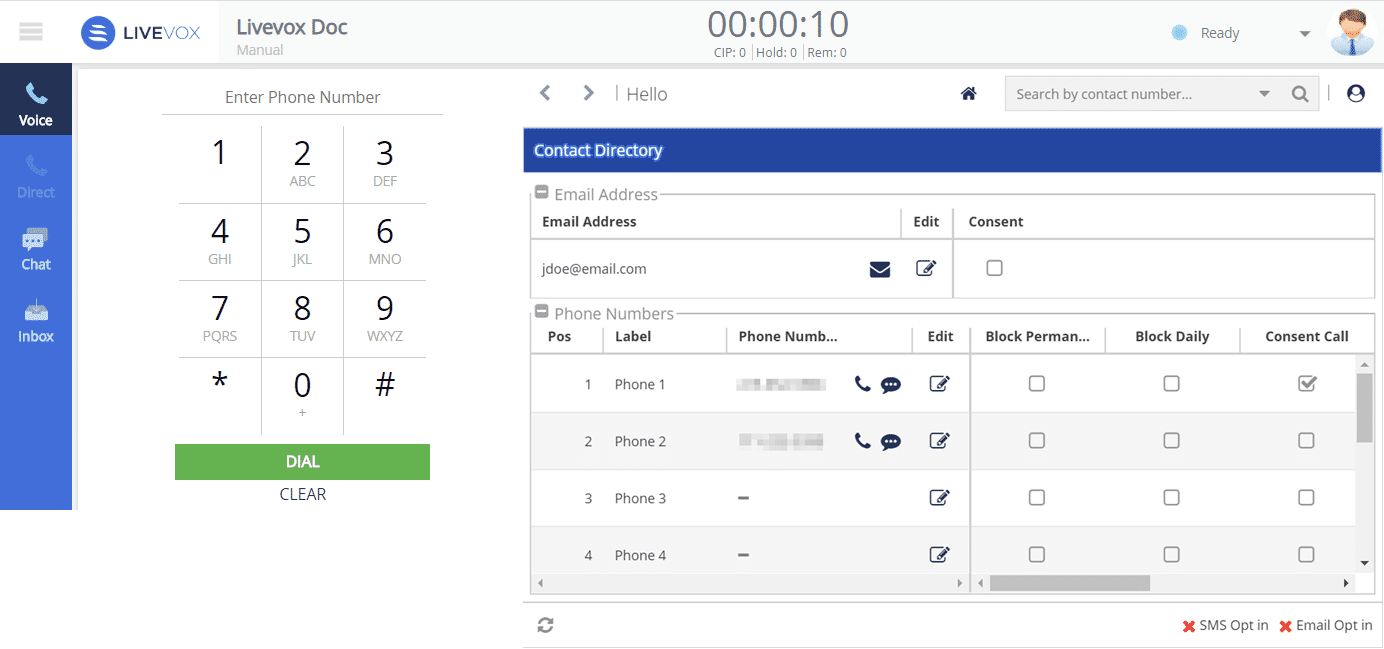 LIVEVOX
Livevox Doc
Manual
00:00:10
CIP: 0 Hold: 0 Rem: 0
Ready
Voice
Direct
Chat
Inbox
Enter Phone Number
1 2 3
ABC DEF
4 5 6
GHI JKL MNO
7 8 9
PQRS TUV WXYZ
* 0 #
+
DIAL
CLEAR
Hello
Search by contact number...
Contact Directory
Email Address
Email Address Edit Consent
jdoe@email.com
Phone Numbers
Pos Label Phone Numb... Edit Block Perman... Block Daily Consent Call
1 Phone 1
2 Phone 2
3 Phone 3 –
4 Phone 4 –
SMS Opt in Email Opt in